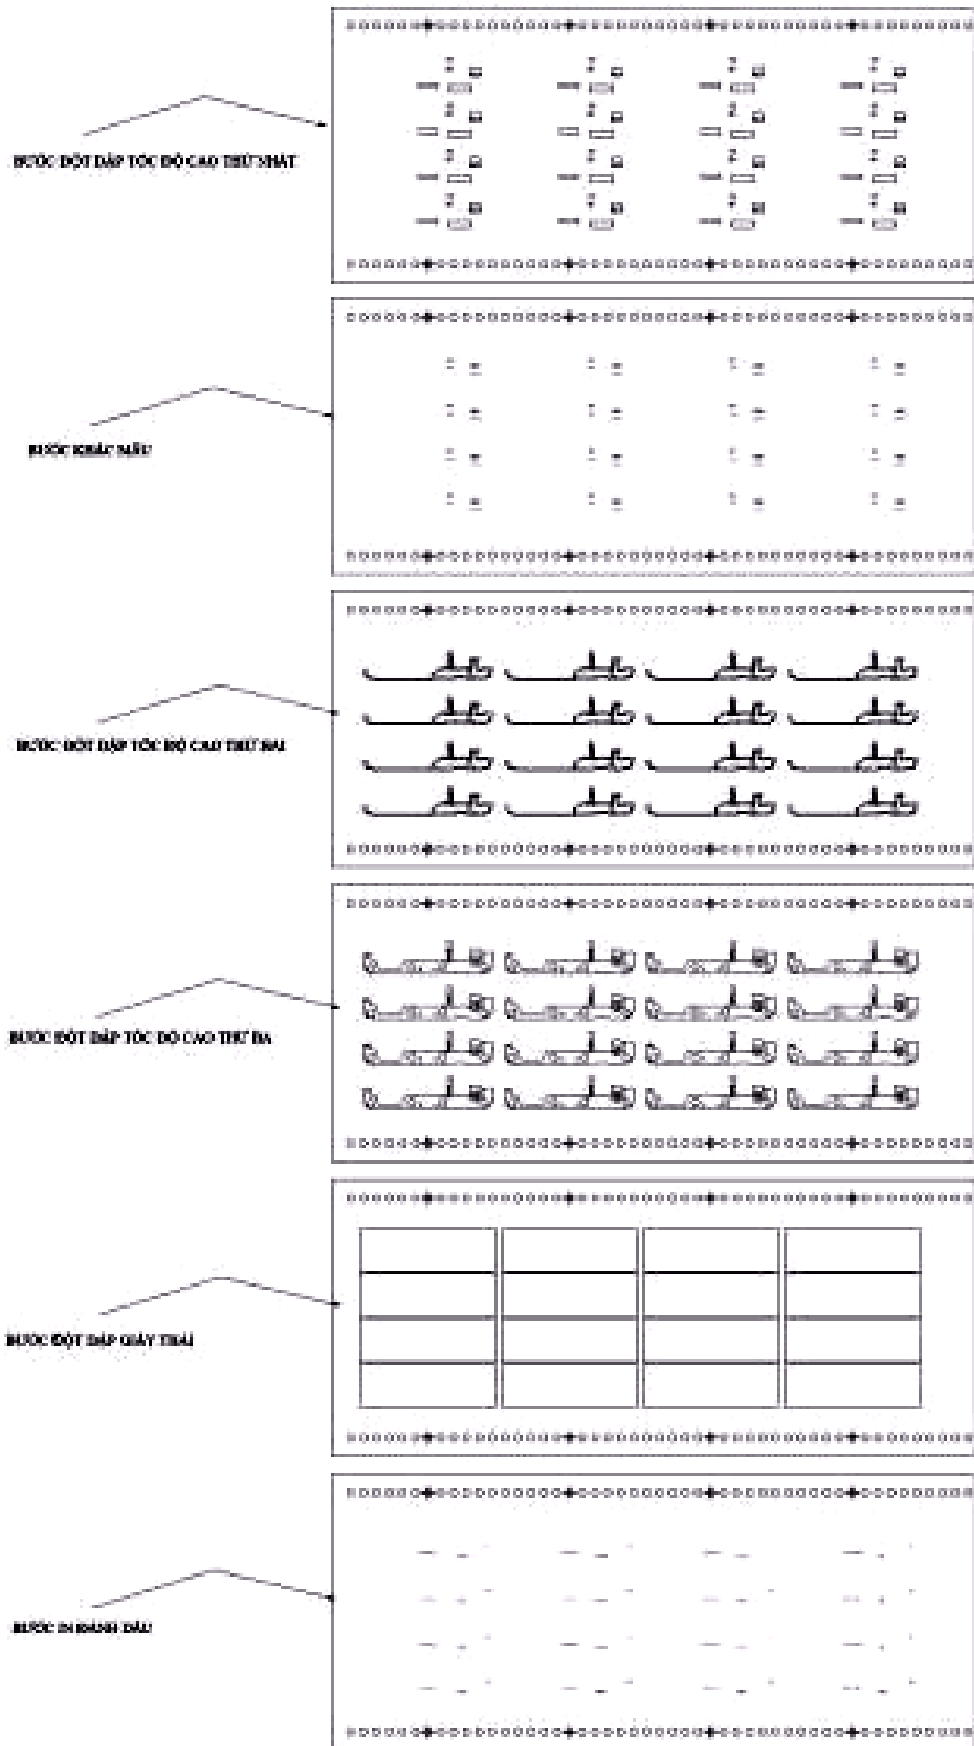 BƯỚC ĐỘT DẬP TỐC ĐỘ CAO THỨ NHẤT
BƯỚC KHẮC MẪU
BƯỚC ĐỘT DẬP TỐC ĐỘ CAO THỨ HAI
BƯỚC ĐỘT DẬP TỐC ĐỘ CAO THỨ BA
BƯỚC ĐỘT DẬP GIẤY THẢI
BƯỚC IN ĐÁNH DẤU